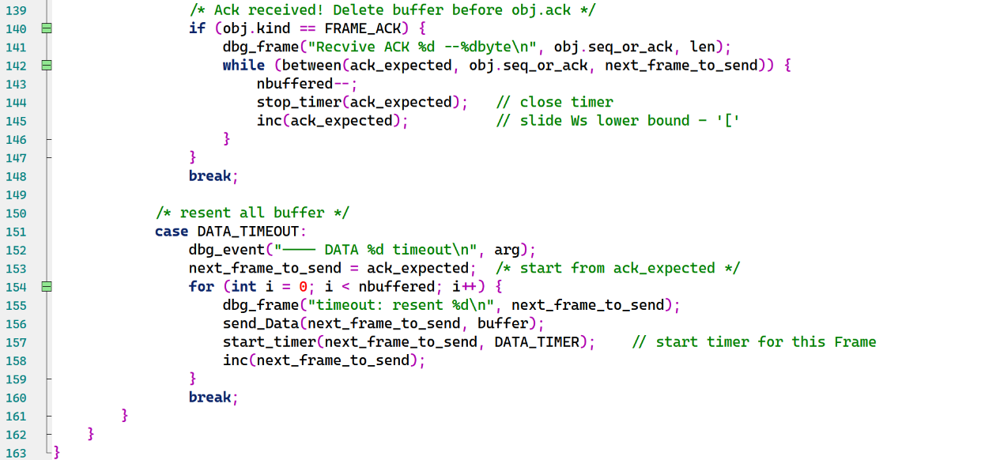 139 /* Ack received! Delete buffer before obj.ack */
140 if (obj.kind == FRAME_ACK) {
141 dbg_frame("Recvive ACK %d --%dbyte\n", obj.seq_or_ack, len);
142 while (between(ack_expected, obj.seq_or_ack, next_frame_to_send)) {
143 nbuffered--;
144 stop_timer(ack_expected); // close timer
145 inc(ack_expected); // slide Ws lower bound - '['
146 }
147 }
148 break;
149
150 /* resent all buffer */
151 case DATA_TIMEOUT:
152 dbg_event("---- DATA %d timeout\n", arg);
153 next_frame_to_send = ack_expected; /* start from ack_expected */
154 for (int i = 0; i < nbuffered; i++) {
155 dbg_frame("timeout: resent %d\n", next_frame_to_send);
156 send_Data(next_frame_to_send, buffer);
157 start_timer(next_frame_to_send, DATA_TIMER); // start timer for this Frame
158 inc(next_frame_to_send);
159 }
160 break;
161 }
162 }
163 }